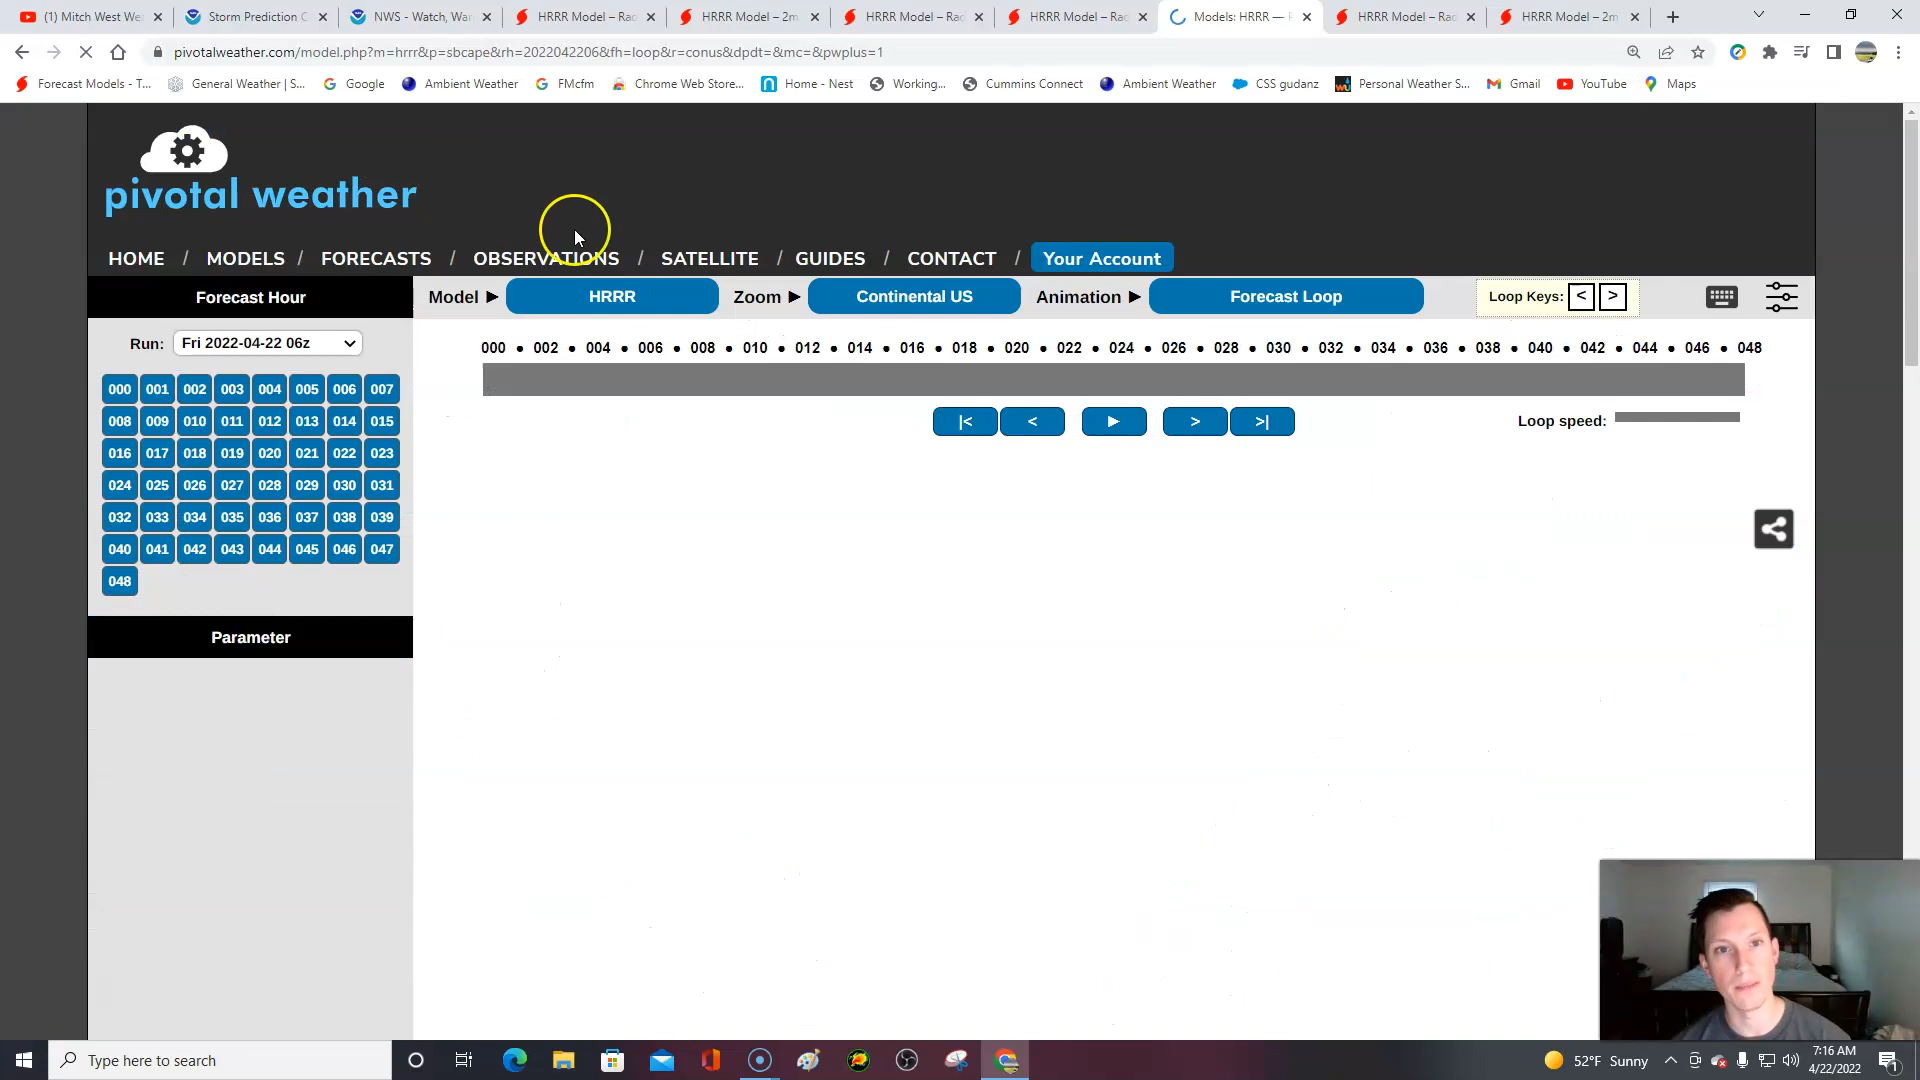 (1) Mitch West We
Storm Prediction C
NWS - Watch, Wa
HRRR Model – Rad
HRRR Model – 2m
HRRR Model – Rad
HRRR Model – Rad
Models: HRRR —
HRRR Model – Rad
HRRR Model – 2m
pivotalweather.com/model.php?m=hrrr&p=sbcape&rh=2022042206&fh=loop&r=conus&dpdt=&mc=&pwplus=1
Forecast Models - T...
General Weather | S...
Google
Ambient Weather
FMcfm
Chrome Web Store...
Home - Nest
Working...
Cummins Connect
Ambient Weather
CSS gudanz
Personal Weather S...
Gmail
YouTube
Maps
pivotal weather
HOME / MODELS / FORECASTS / OBSERVATIONS / SATELLITE / GUIDES / CONTACT / Your Account
Forecast Hour
Model ▶ HRRR Zoom ▶ Continental US Animation ▶ Forecast Loop Loop Keys: < >
Run: Fri 2022-04-22 06z
000 • 002 • 004 • 006 • 008 • 010 • 012 • 014 • 016 • 018 • 020 • 022 • 024 • 026 • 028 • 030 • 032 • 034 • 036 • 038 • 040 • 042 • 044 • 046 • 048
000 001 002 003 004 005 006 007
008 009 010 011 012 013 014 015
|< < ▶ > >| Loop speed:
016 017 018 019 020 021 022 023
024 025 026 027 028 029 030 031
032 033 034 035 036 037 038 039
040 041 042 043 044 045 046 047
048
Parameter
Type here to search
52°F Sunny
7:16 AM
4/22/2022
1